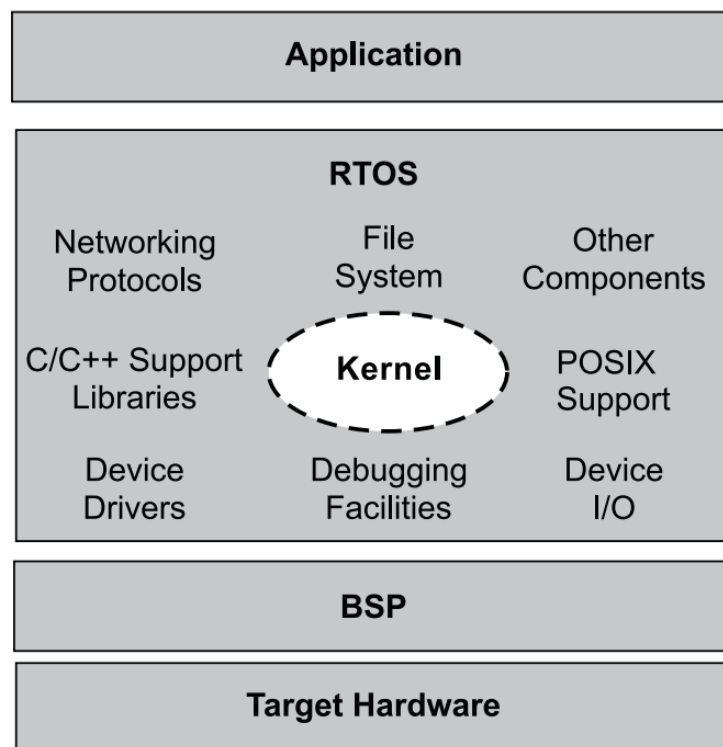 Application
RTOS
Networking
Protocols
File
System
Other
Components
C/C++ Support
Libraries
Kernel
POSIX
Support
Device
Drivers
Debugging
Facilities
Device
I/O
BSP
Target Hardware